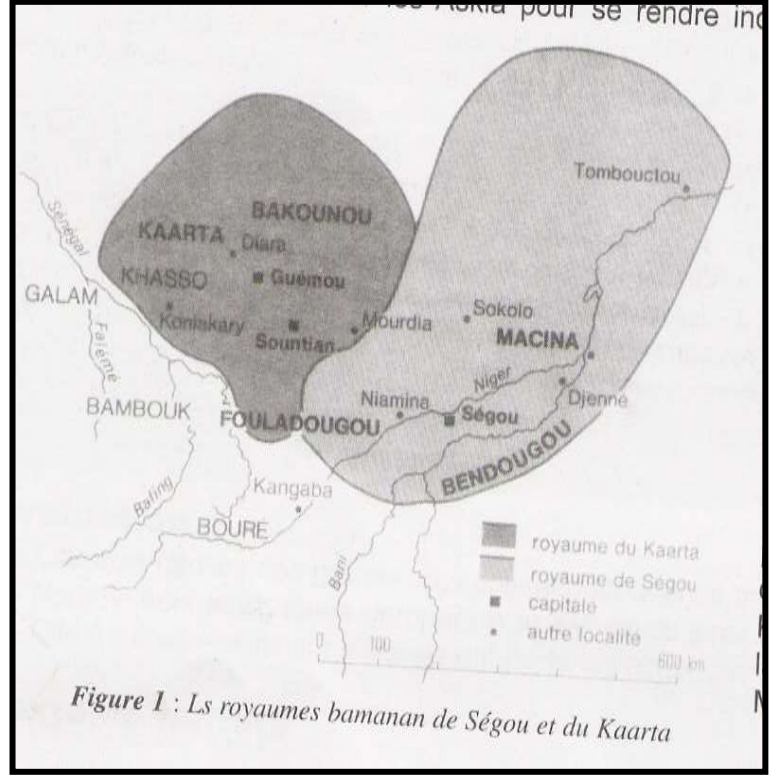 Askia pour se rendre
Tombouctou
BAKOUNOU
KAARTA
Diara
Sénégal
KHASSO
Guémou
GALAM
Koniakary
Sountian
Mourdia
Sokolo
MACINA
Falémé
BAMBOUK
FOULADOUGOU
Niamina
Niger
Ségou
Djenné
BENDOUGOU
Kangaba
Bafing
BOURÉ
Bani
royaume du Kaarta
royaume de Ségou
capitale
autre localité
0 100 600 km
Figure 1 : Ls royaumes bamanan de Ségou et du Kaarta